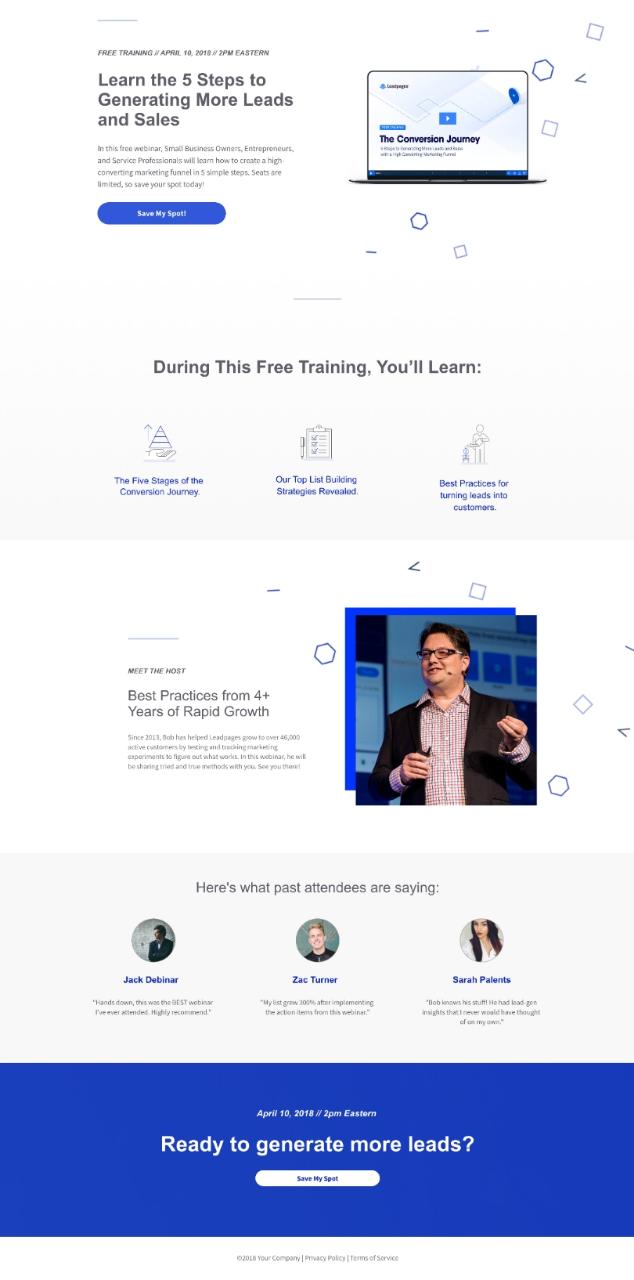 FREE TRAINING // APRIL 10, 2018 // 2PM EASTERN
Learn the 5 Steps to
Generating More Leads
and Sales
In this free webinar, Small Business Owners, Entrepreneurs,
and Service Professionals will learn how to create a high
converting marketing funnel in 5 simple steps. Seats are
limited, so save your spot today!
Save My Spot!
Leadpages
FREE TRAINING
The Conversion Journey
5 Steps to Generating More Leads and Sales
with a High Converting Marketing Funnel
During This Free Training, You’ll Learn:
The Five Stages of the
Conversion Journey.
Our Top List Building
Strategies Revealed.
Best Practices for
turning leads into
customers.
MEET THE HOST
Best Practices from 4+
Years of Rapid Growth
Since 2013, Bob has helped Leadpages grow to over 46,000
active customers by testing and tracking marketing
experiments to figure out what works. In this webinar, he will
be sharing tried and true methods with you. See you there!
Here's what past attendees are saying:
Jack Debinar
Zac Turner
Sarah Palents
"Hands down, this was the BEST webinar
I've ever attended. Highly recommend."
"My list grew 300% after implementing
the action items from this webinar."
"Bob knows his stuff! He had lead-gen
insights that I never would have thought
of on my own."
April 10, 2018 // 2pm Eastern
Ready to generate more leads?
Save My Spot
©2018 Your Company | Privacy Policy | Terms of Service